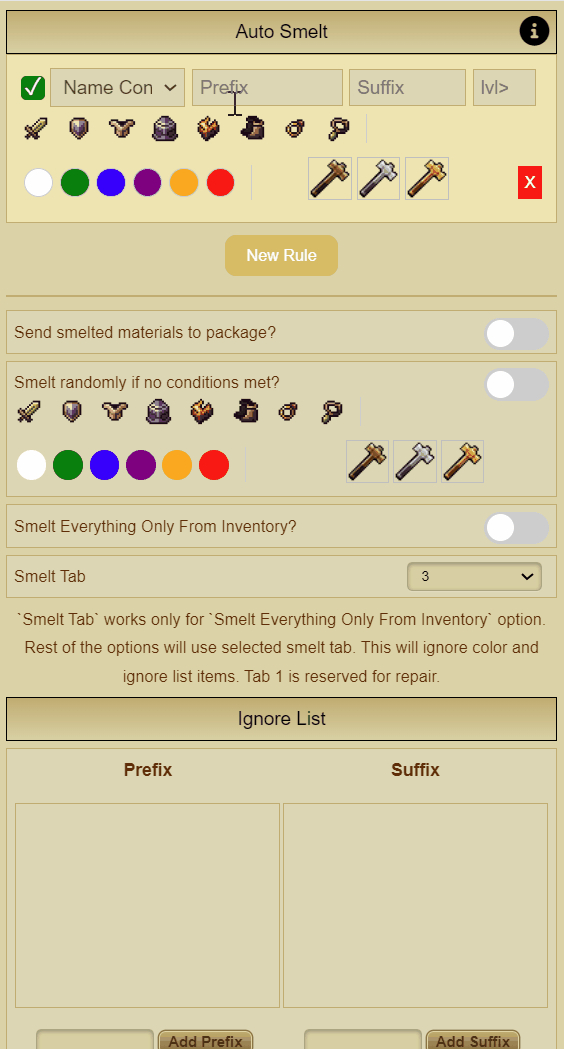 Auto Smelt
Name Con Prefix Suffix lvl>
X
New Rule
Send smelted materials to package?
Smelt randomly if no conditions met?
Smelt Everything Only From Inventory?
Smelt Tab 3
`Smelt Tab` works only for `Smelt Everything Only From Inventory` option.
Rest of the options will use selected smelt tab. This will ignore color and
ignore list items. Tab 1 is reserved for repair.
Ignore List
Prefix Suffix
Add Prefix Add Suffix